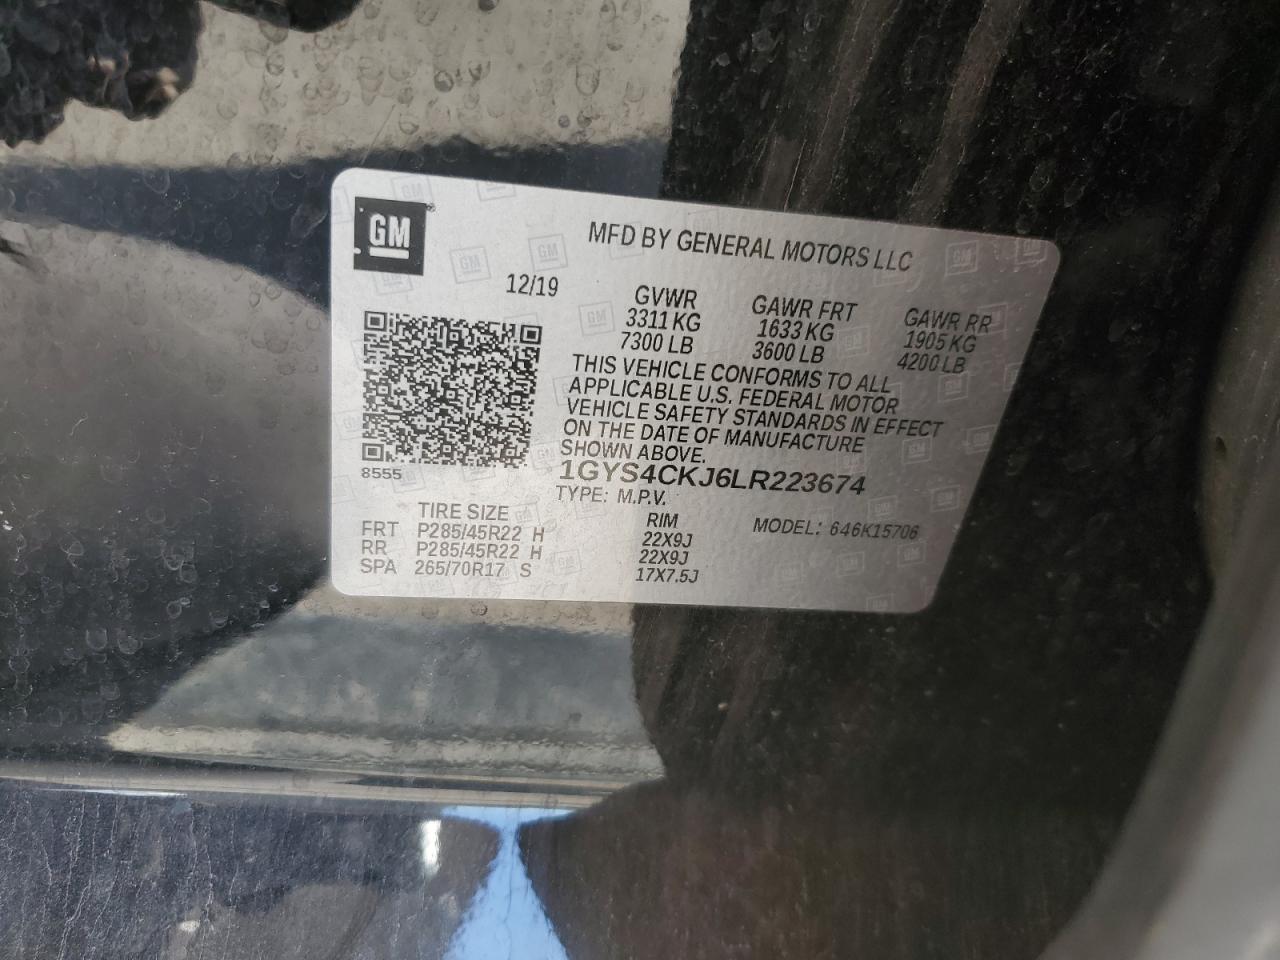 GM
MFD BY GENERAL MOTORS LLC
12/19
GVWR GAWR FRT GAWR RR
3311 KG 1633 KG 1905 KG
7300 LB 3600 LB 4200 LB
THIS VEHICLE CONFORMS TO ALL
APPLICABLE U.S. FEDERAL MOTOR
VEHICLE SAFETY STANDARDS IN EFFECT
ON THE DATE OF MANUFACTURE
SHOWN ABOVE.
8555
1GYS4CKJ6LR223674
TYPE: M.P.V.
TIRE SIZE RIM MODEL: 646K15706
FRT P285/45R22 H 22X9J
RR P285/45R22 H 22X9J
SPA 265/70R17 S 17X7.5J